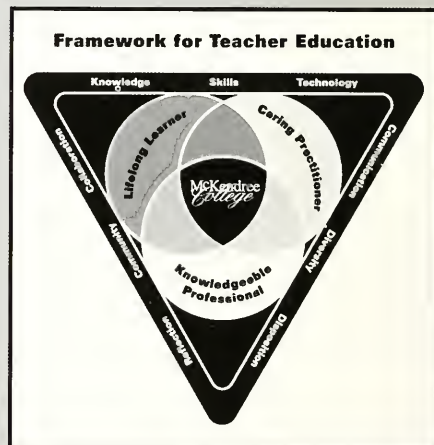 Framework for Teacher Education
Knowledge Skills Technology
Collaboration
Community
Reflection
Communication
Diversity
Disposition
Lifelong Learner
Caring Practitioner
McKendree
College
Knowledgeable
Professional